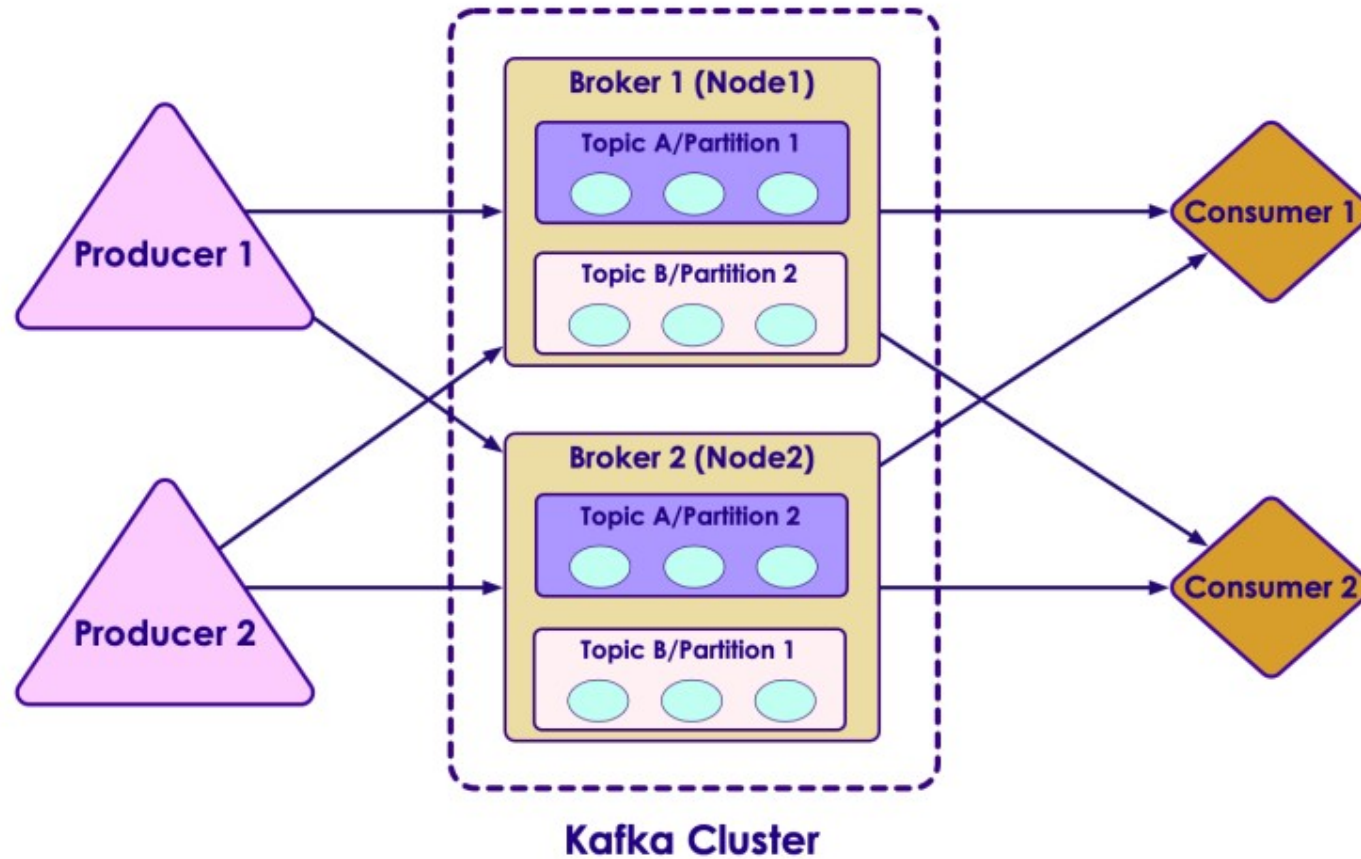 Broker 1 (Node1)
Topic A/Partition 1
Producer 1
Consumer 1
Topic B/Partition 2
Broker 2 (Node2)
Topic A/Partition 2
Producer 2
Consumer 2
Topic B/Partition 1
Kafka Cluster